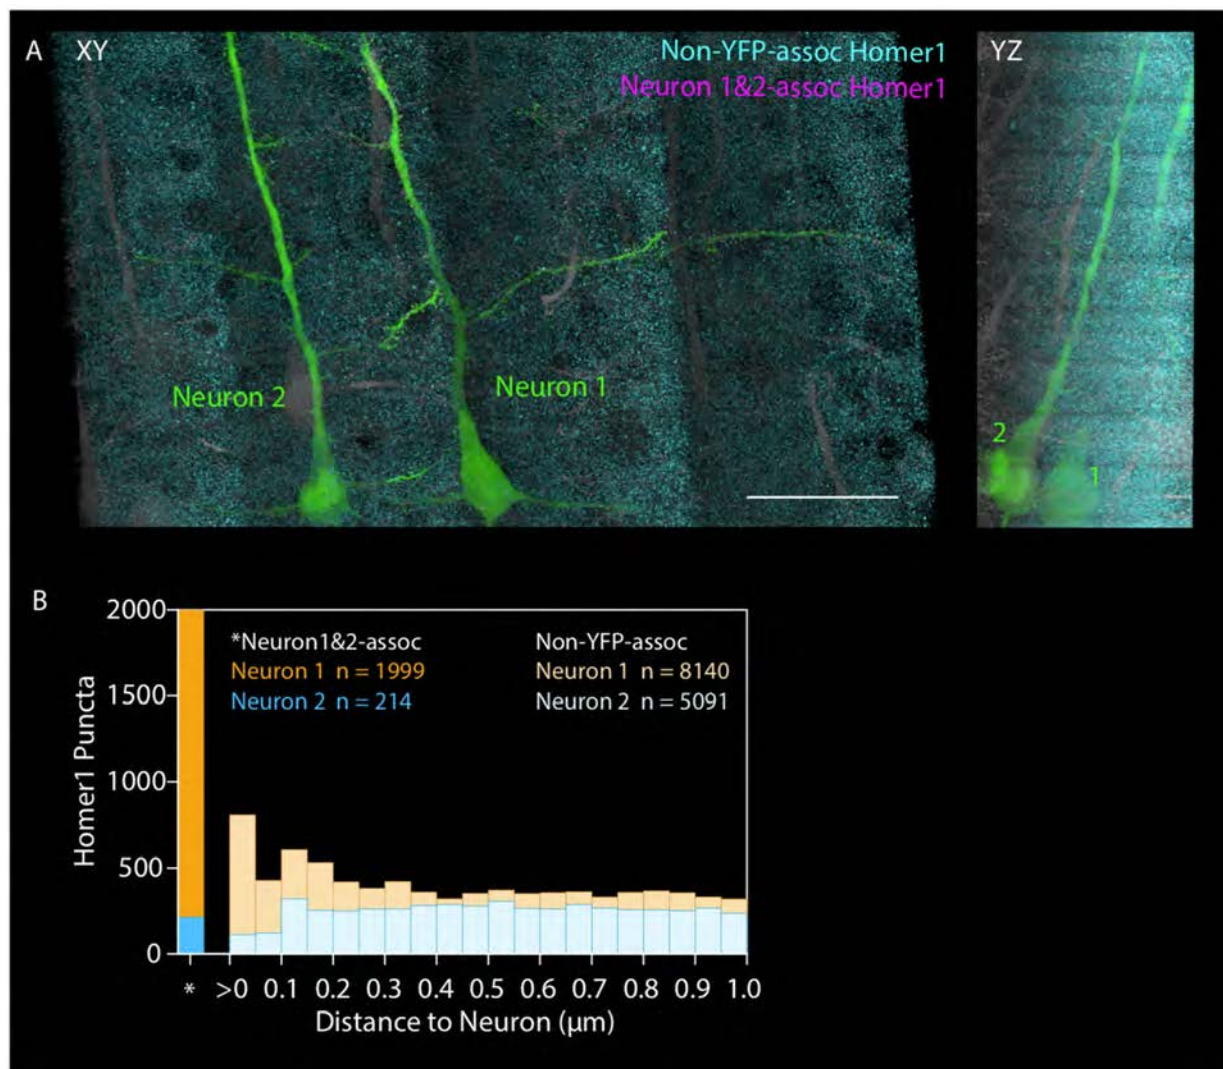 A XY
Non-YFP-assoc Homer1
Neuron 1&2-assoc Homer1
YZ
Neuron 2
Neuron 1
2
1
B
2000
1500
1000
500
0
Homer1 Puncta
*Neuron1&2-assoc
Neuron 1 n = 1999
Neuron 2 n = 214
Non-YFP-assoc
Neuron 1 n = 8140
Neuron 2 n = 5091
* >0 0.1 0.2 0.3 0.4 0.5 0.6 0.7 0.8 0.9 1.0
Distance to Neuron (μm)